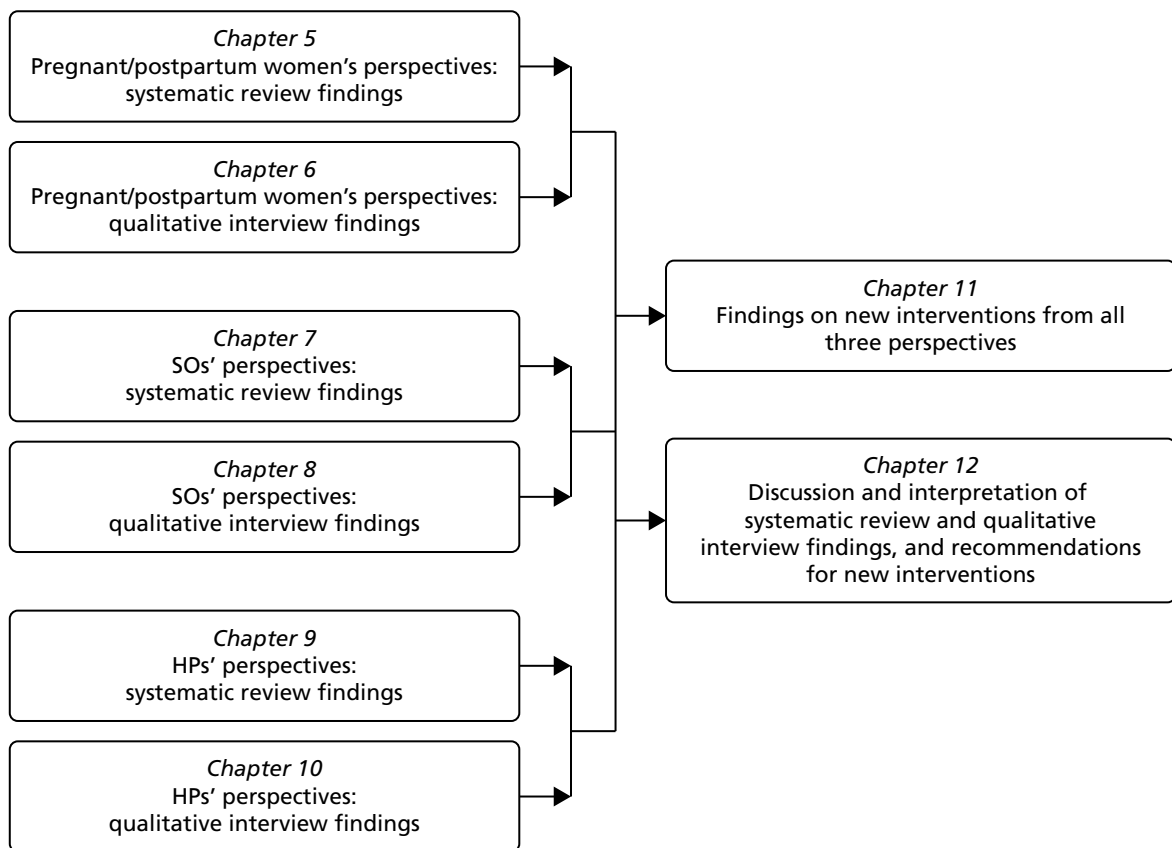 Chapter 5
Pregnant/postpartum women's perspectives:
systematic review findings
Chapter 6
Pregnant/postpartum women's perspectives:
qualitative interview findings
Chapter 7
SOs' perspectives:
systematic review findings
Chapter 8
SOs' perspectives:
qualitative interview findings
Chapter 9
HPs' perspectives:
systematic review findings
Chapter 10
HPs' perspectives:
qualitative interview findings
Chapter 11
Findings on new interventions from all
three perspectives
Chapter 12
Discussion and interpretation of
systematic review and qualitative
interview findings, and recommendations
for new interventions